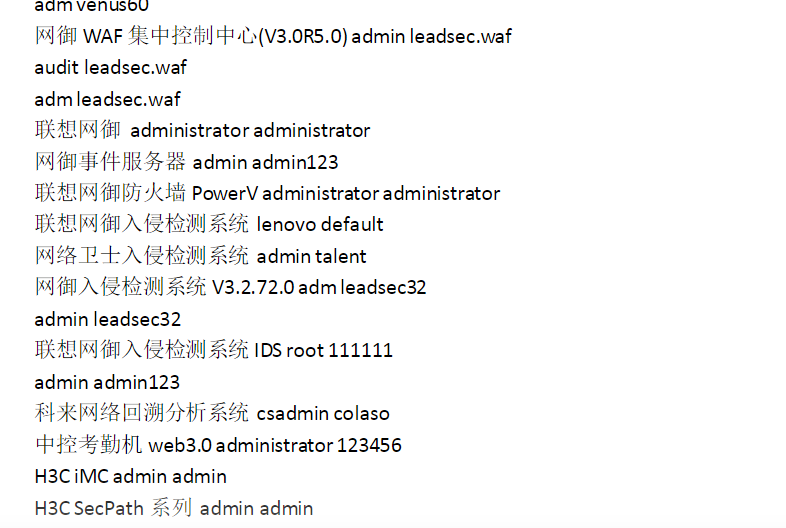 adm venus60
网御 WAF 集中控制中心(V3.0R5.0) admin leadsec.waf
audit leadsec.waf
adm leadsec.waf
联想网御 administrator administrator
网御事件服务器 admin admin123
联想网御防火墙 PowerV administrator administrator
联想网御入侵检测系统 lenovo default
网络卫士入侵检测系统 admin talent
网御入侵检测系统 V3.2.72.0 adm leadsec32
admin leadsec32
联想网御入侵检测系统 IDS root 111111
admin admin123
科来网络回溯分析系统 csadmin colaso
中控考勤机 web3.0 administrator 123456
H3C iMC admin admin
H3C SecPath 系列 admin admin